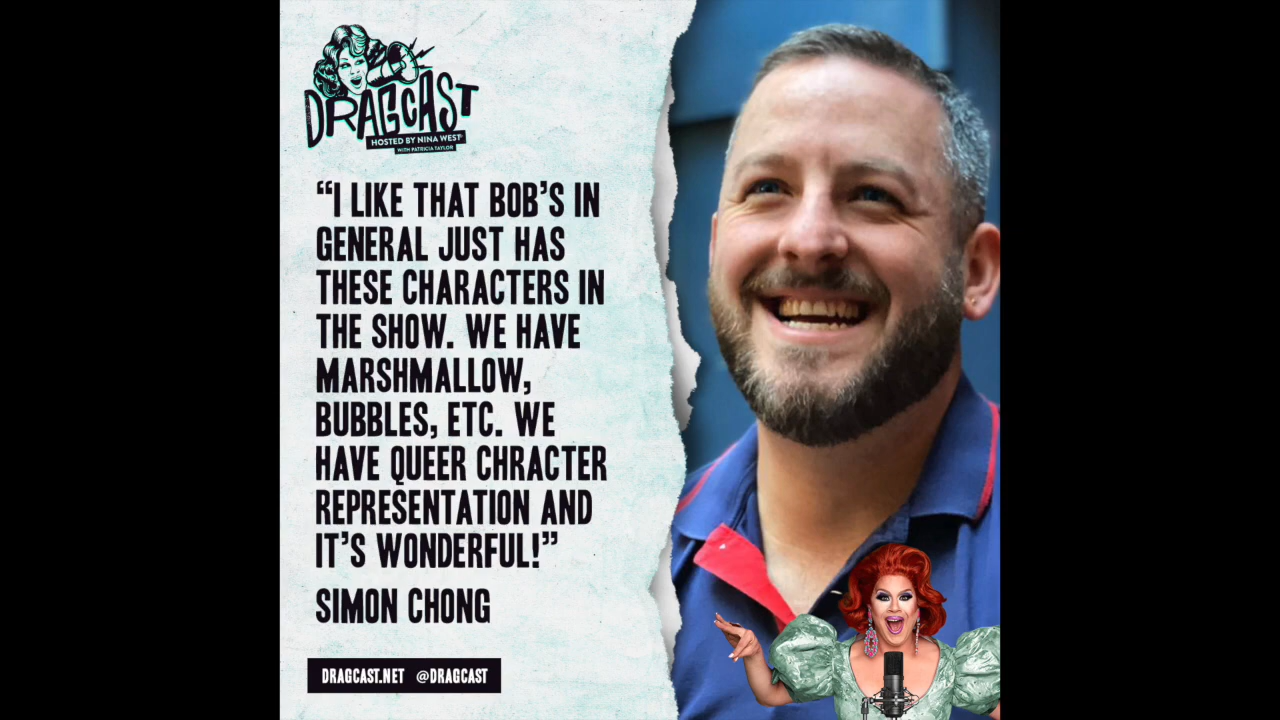 DRAGCAST
HOSTED BY NINA WEST
WITH PATRICIA TAYLOR
“I LIKE THAT BOB’S IN
GENERAL JUST HAS
THESE CHARACTERS IN
THE SHOW. WE HAVE
MARSHMALLOW,
BUBBLES, ETC. WE
HAVE QUEER CHRACTER
REPRESENTATION AND
IT’S WONDERFUL!”
SIMON CHONG
DRAGCAST.NET @DRAGCAST